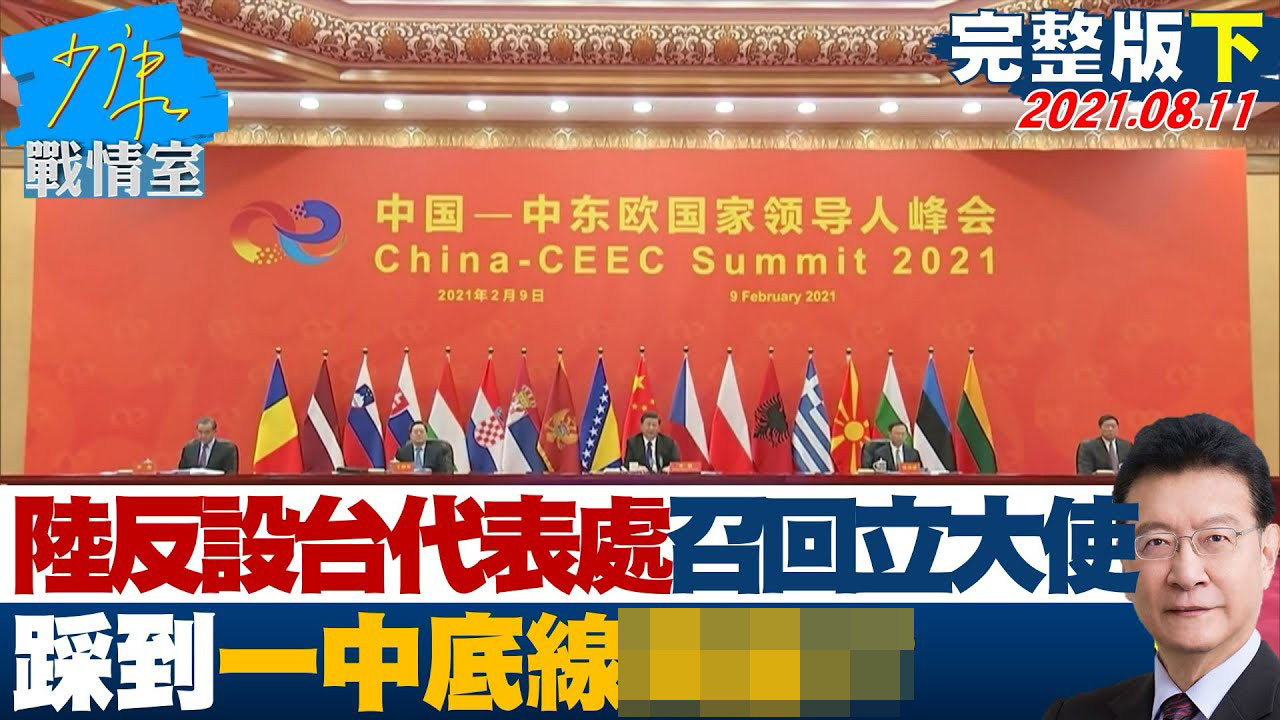 少康
戰情室
完整版下
2021.08.11
中国—中东欧国家领导人峰会
China-CEEC Summit 2021
2021年2月9日
9 February 2021
陸反設台代表處召回立大使
踩到一中底線